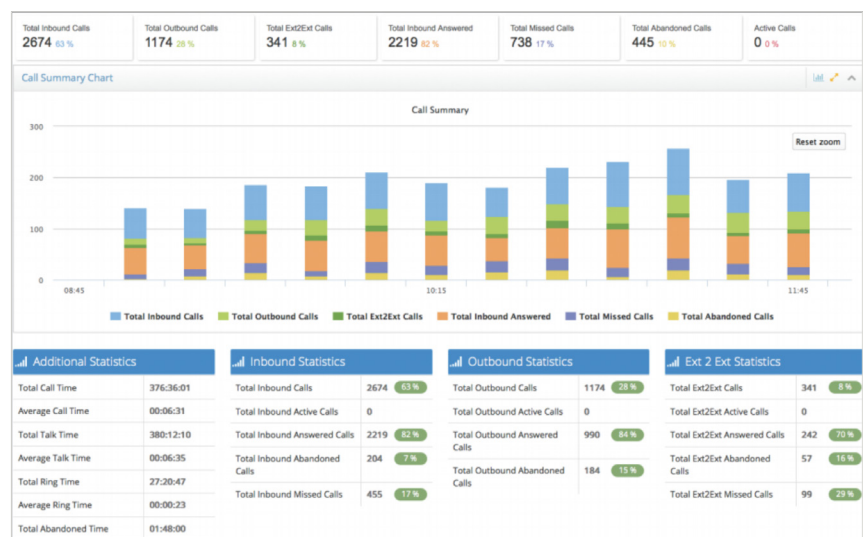 Total Inbound Calls
2674 63 %
Total Outbound Calls
1174 28 %
Total Ext2Ext Calls
341 8 %
Total Inbound Answered
2219 82 %
Total Missed Calls
738 17 %
Total Abandoned Calls
445 10 %
Active Calls
0 0 %
Call Summary Chart
Call Summary
Reset zoom
300
200
100
0
08:45 10:15 11:45
Total Inbound Calls Total Outbound Calls Total Ext2Ext Calls Total Inbound Answered Total Missed Calls Total Abandoned Calls
Additional Statistics
Total Call Time 376:36:01
Average Call Time 00:06:31
Total Talk Time 380:12:10
Average Talk Time 00:06:35
Total Ring Time 27:20:47
Average Ring Time 00:00:23
Total Abandoned Time 01:48:00
Inbound Statistics
Total Inbound Calls 2674 63 %
Total Inbound Active Calls 0
Total Inbound Answered Calls 2219 82 %
Total Inbound Abandoned
Calls 204 7 %
Total Inbound Missed Calls 455 17 %
Outbound Statistics
Total Outbound Calls 1174 28 %
Total Outbound Active Calls 0
Total Outbound Answered
Calls 990 84 %
Total Outbound Abandoned
Calls 184 15 %
Ext 2 Ext Statistics
Total Ext2Ext Calls 341 8 %
Total Ext2Ext Active Calls 0
Total Ext2Ext Answered Calls 242 70 %
Total Ext2Ext Abandoned
Calls 57 16 %
Total Ext2Ext Missed Calls 99 29 %